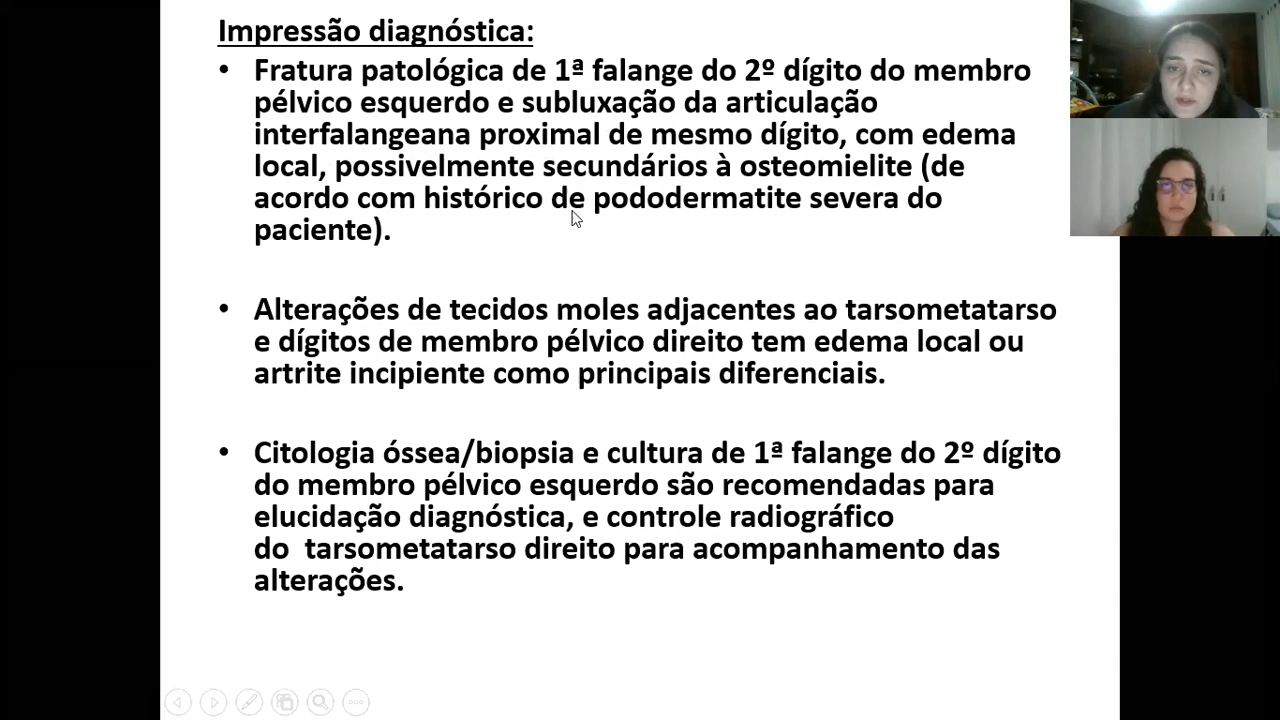 Impressão diagnóstica:
• Fratura patológica de 1ª falange do 2º dígito do membro
pélvico esquerdo e subluxação da articulação
interfalangeana proximal de mesmo dígito, com edema
local, possivelmente secundários à osteomielite (de
acordo com histórico de pododermatite severa do
paciente).
• Alterações de tecidos moles adjacentes ao tarsometatarso
e dígitos de membro pélvico direito tem edema local ou
artrite incipiente como principais diferenciais.
• Citologia óssea/biopsia e cultura de 1ª falange do 2º dígito
do membro pélvico esquerdo são recomendadas para
elucidação diagnóstica, e controle radiográfico
do  tarsometatarso direito para acompanhamento das
alterações.